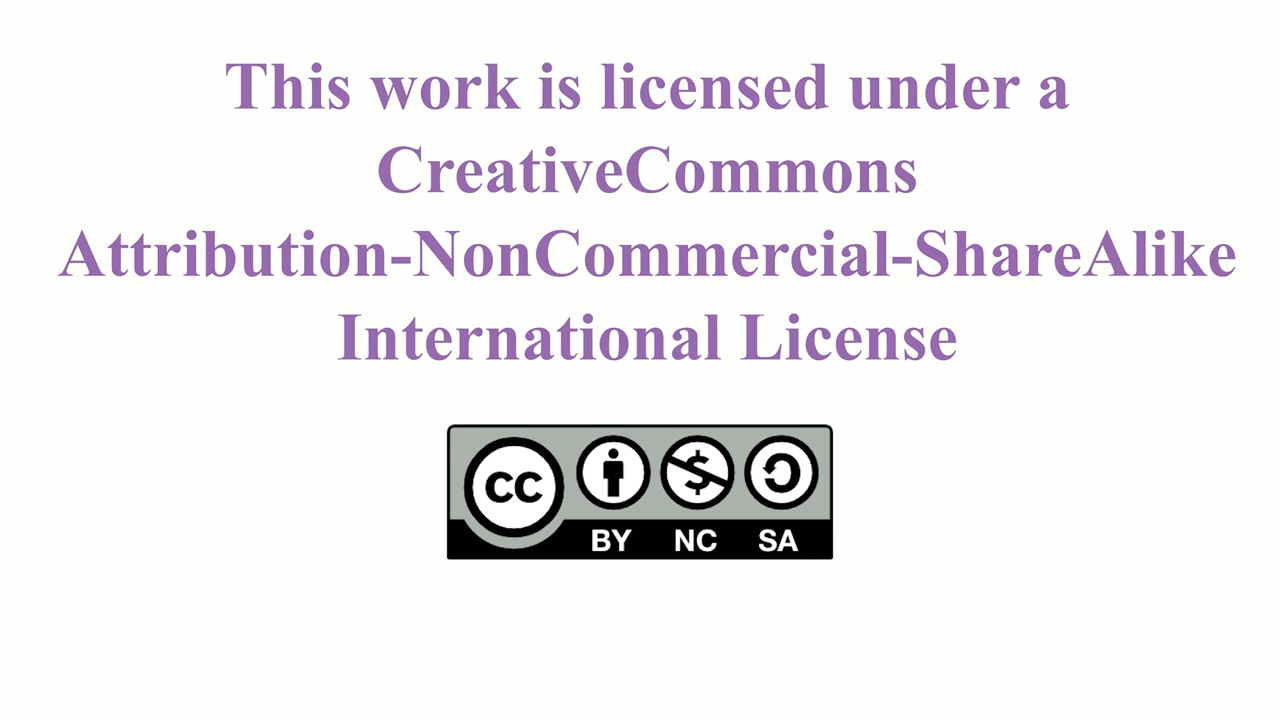 This work is licensed under a
CreativeCommons
Attribution-NonCommercial-ShareAlike
International License
CC
BY NC SA